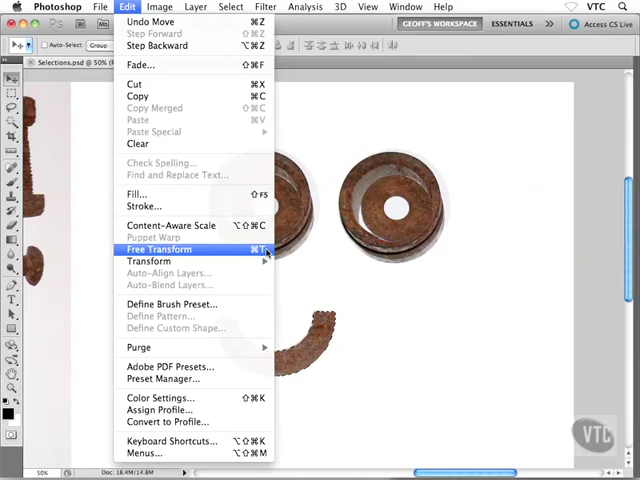 Photoshop File Edit Image Layer Select Filter Analysis 3D View Window Help VTC
GEOFF'S WORKSPACE ESSENTIALS >> Access CS Live
Auto-Select: Group
Selections.psd @ 50% (R
Undo Move ⌘Z
Step Forward ⇧⌘Z
Step Backward ⌥⌘Z
Fade... ⇧⌘F
Cut ⌘X
Copy ⌘C
Copy Merged ⇧⌘C
Paste ⌘V
Paste Special
Clear
Check Spelling...
Find and Replace Text...
Fill... ⇧F5
Stroke...
Content-Aware Scale ⌥⇧⌘C
Puppet Warp
Free Transform ⌘T
Transform
Auto-Align Layers...
Auto-Blend Layers...
Define Brush Preset...
Define Pattern...
Define Custom Shape...
Purge
Adobe PDF Presets...
Preset Manager...
Color Settings... ⇧⌘K
Assign Profile...
Convert to Profile...
Keyboard Shortcuts... ⌥⇧⌘K
Menus... ⌥⇧⌘M
VTC
50% Doc: 18.4M/14.8M